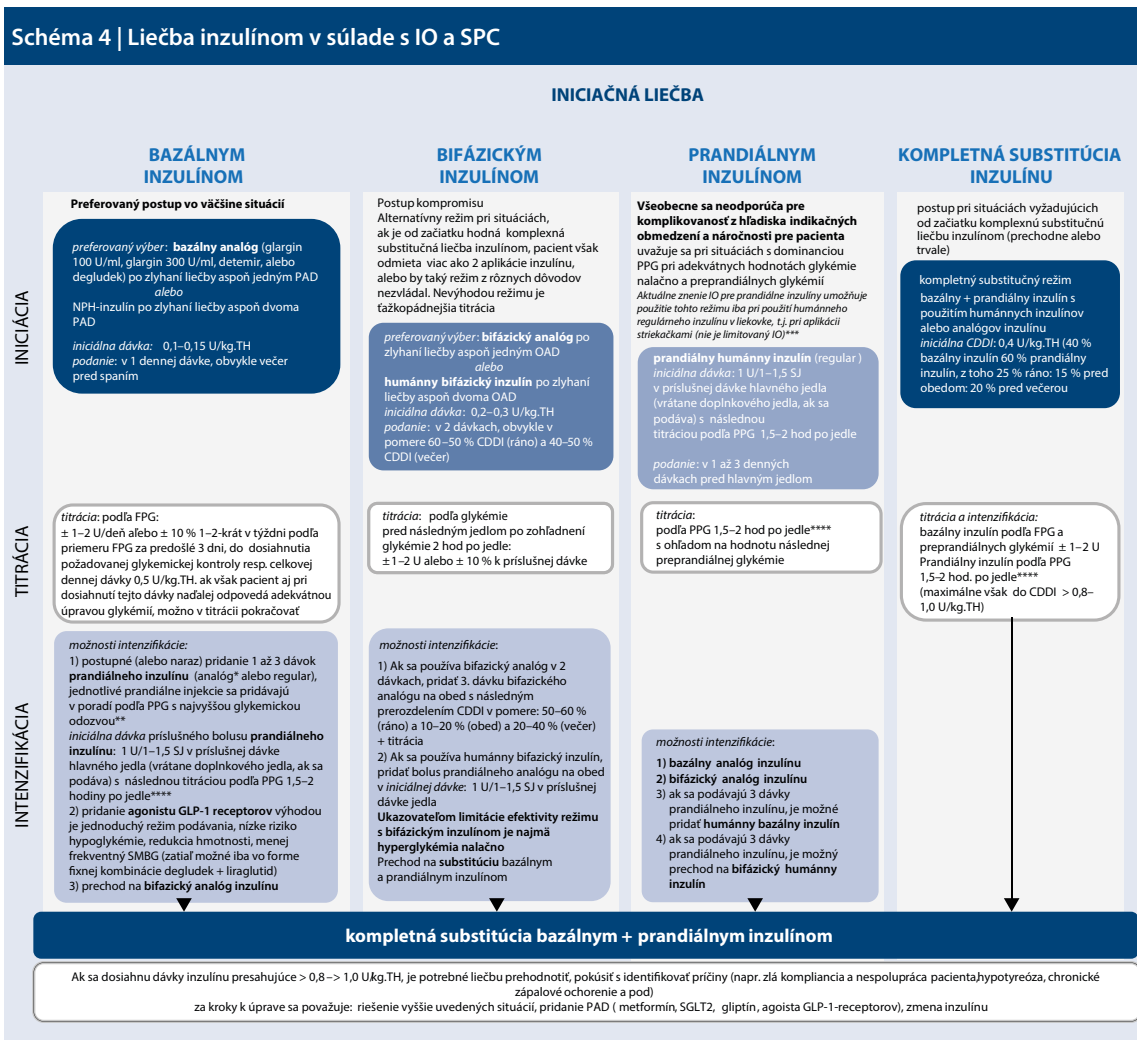 Schéma 4 | Liečba inzulínom v súlade s IO a SPC
INICIAČNÁ LIEČBA
BAZÁLNYM
INZULÍNOM
BIFÁZICKÝM
INZULÍNOM
PRANDIÁLNYM
INZULÍNOM
KOMPLETNÁ SUBSTITÚCIA
INZULÍNU
INICIÁCIA
Preferovaný postup vo väčšine situácií
preferovaný výber: bazálny analóg (glargin
100 U/ml, glargin 300 U/ml, detemir, alebo
degludek) po zlyhaní liečby aspoň jedným PAD
alebo
NPH-inzulín po zlyhaní liečby aspoň dvoma
PAD
iniciálna dávka: 0,1–0,15 U/kg.TH
podanie: v 1 dennej dávke, obvykle večer
pred spaním
Postup kompromisu
Alternatívny režim pri situáciách,
ak je od začiatku hodná komplexná
substitučná liečba inzulínom, pacient však
odmieta viac ako 2 aplikácie inzulínu,
alebo by taký režim z rôznych dôvodov
nezvládal. Nevýhodou režimu je
ťažkopádnejšia titrácia
preferovaný výber: bifázický analóg po
zlyhaní liečby aspoň jedným OAD
alebo
humánny bifázický inzulín po zlyhaní
liečby aspoň dvoma OAD
iniciálna dávka: 0,2–0,3 U/kg.TH
podanie: v 2 dávkach, obvykle v
pomere 60–50 % CDDI (ráno) a 40–50 %
CDDI (večer)
Všeobecne sa neodporúča pre
komplikovanosť z hľadiska indikačných
obmedzení a náročnosti pre pacienta
uvažuje sa pri situáciách s dominanciou
PPG pri adekvátnych hodnotách glykémie
nalačno a preprandiálnych glykémií
Aktuálne znenie IO pre prandiálne inzulíny umožňuje
použitie tohto režimu iba pri použití humánneho
regulárneho inzulínu v liekovke, t.j. pri aplikácii
striekačkami (nie je limitovaný IO)***
prandiálny humánny inzulín (regular )
iniciálna dávka: 1 U/1–1,5 SJ
v príslušnej dávke hlavného jedla
(vrátane doplnkového jedla, ak sa
podáva) s následnou
titráciou podľa PPG 1,5–2 hod po jedle
podanie: v 1 až 3 denných
dávkach pred hlavným jedlom
postup pri situáciách vyžadujúcich
od začiatku komplexnú substitučnú
liečbu inzulínom (prechodne alebo
trvale)
kompletný substitučný režim
bazálny + prandiálny inzulín s
použitím humánnych inzulínov
alebo analógov inzulínu
iniciálna CDDI: 0,4 U/kg.TH (40 %
bazálny inzulín 60 % prandiálny
inzulín, z toho 25 % ráno: 15 % pred
obedom: 20 % pred večerou
TITRÁCIA
titrácia: podľa FPG:
± 1–2 U/deň aľebo ± 10 % 1–2-krát v týždni podľa
priemeru FPG za predošlé 3 dni, do dosiahnutia
požadovanej glykemickej kontroly resp. celkovej
dennej dávky 0,5 U/kg.TH. ak však pacient aj pri
dosiahnutí tejto dávky naďalej odpovedá adekvátnou
úpravou glykémií, možno v titrácii pokračovať
titrácia: podľa glykémie
pred následným jedlom po zohľadnení
glykémie 2 hod po jedle:
± 1–2 U alebo ± 10 % k príslušnej dávke
titrácia:
podľa PPG 1,5–2 hod po jedle****
s ohľadom na hodnotu následnej
preprandiálnej glykémie
titrácia a intenzifikácia:
bazálny inzulín podľa FPG a
preprandiálnych glykémií ± 1–2 U
Prandiálny inzulín podľa PPG
1,5–2 hod. po jedle****
(maximálne však do CDDI > 0,8–
1,0 U/kg.TH)
INTENZIFIKÁCIA
možnosti intenzifikácie:
1) postupné (alebo naraz) pridanie 1 až 3 dávok
prandiálneho inzulínu (analóg* alebo regular),
jednotlivé prandiálne injekcie sa pridávajú
v poradí podľa PPG s najvyššou glykemickou
odozvou**
iniciálna dávka príslušného bolusu prandiálneho
inzulínu: 1 U/1–1,5 SJ v príslušnej dávke
hlavného jedla (vrátane doplnkového jedla, ak sa
podáva) s následnou titráciou podľa PPG 1,5–2
hodiny po jedle****
2) pridanie agonistu GLP-1 receptorov výhodou
je jednoduchý režim podávania, nízke riziko
hypoglykémie, redukcia hmotnosti, menej
frekventný SMBG (zatiaľ možné iba vo forme
fixnej kombinácie degludek + liraglutid)
3) prechod na bifazický analóg inzulínu
možnosti intenzifikácie:
1) Ak sa používa bifazický analóg v 2
dávkach, pridať 3. dávku bifazického
analógu na obed s následným
prerozdelením CDDI v pomere: 50–60 %
(ráno) a 10–20 % (obed) a 20–40 % (večer)
+ titrácia
2) Ak sa používa humánny bifazický inzulín,
pridať bolus prandiálneho analógu na obed
v iniciálnej dávke: 1 U/1–1,5 SJ v príslušnej
dávke jedla
Ukazovateľom limitácie efektivity režimu
s bifázickým inzulínom je najmä
hyperglykémia nalačno
Prechod na substitúciu bazálnym
a prandiálnym inzulínom
možnosti intenzifikácie:
1) bazálny analóg inzulínu
2) bifázický analóg inzulínu
3) ak sa podávajú 3 dávky
prandiálneho inzulínu, je možné
pridať humánny bazálny inzulín
4) ak sa podávajú 3 dávky
prandiálneho inzulínu, je možný
prechod na bifázický humánny
inzulín
kompletná substitúcia bazálnym + prandiálnym inzulínom
Ak sa dosiahnu dávky inzulínu presahujúce > 0,8 –> 1,0 U/kg.TH, je potrebné liečbu prehodnotiť, pokúsiť s identifikovať príčiny (napr. zlá kompliancia a nespolupráca pacienta,hypotyreóza, chronické
zápalové ochorenie a pod)
za kroky k úprave sa považuje: riešenie vyššie uvedených situácií, pridanie PAD ( metformín, SGLT2, gliptín, agoista GLP-1-receptorov), zmena inzulínu